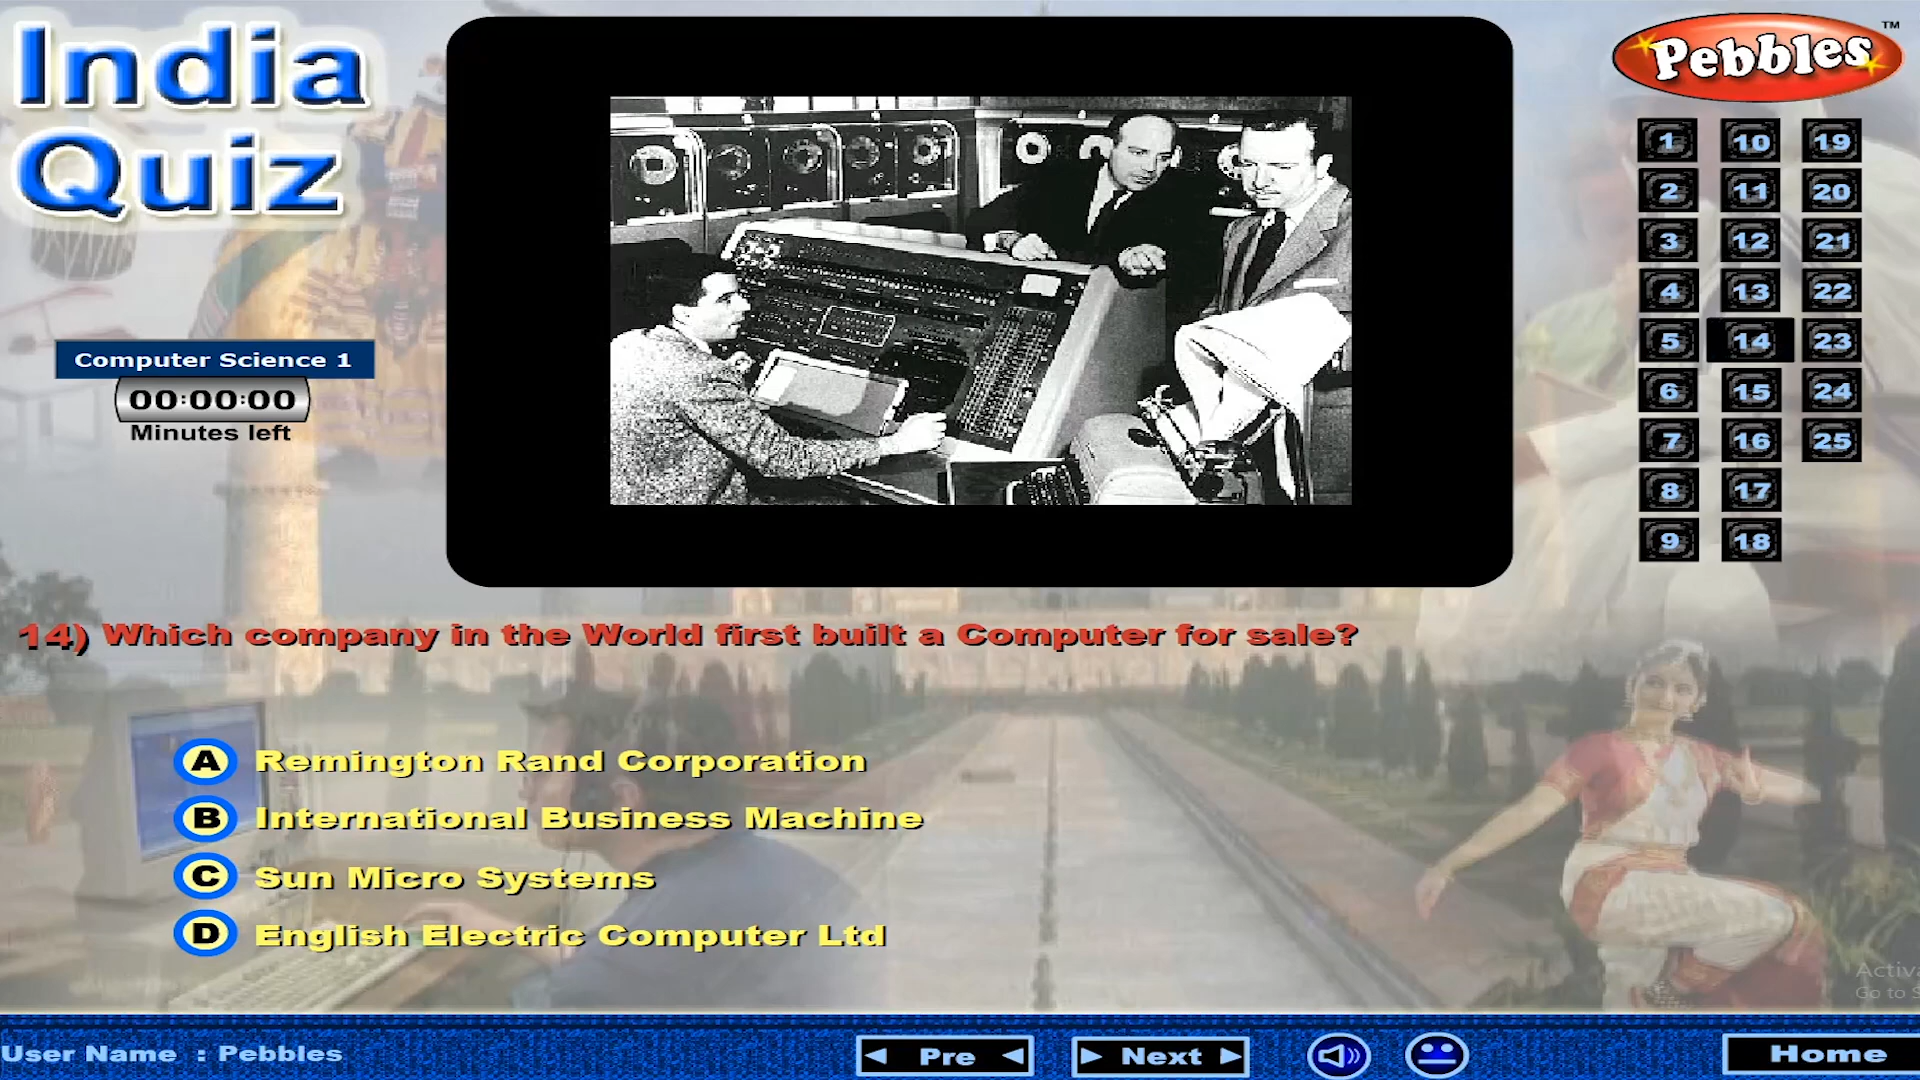 India
Quiz
Pebbles
TM
1 10 19
2 11 20
3 12 21
4 13 22
5 14 23
6 15 24
7 16 25
8 17
9 18
Computer Science 1
00:00:00
Minutes left
14) Which company in the World first built a Computer for sale?
A Remington Rand Corporation
B International Business Machine
C Sun Micro Systems
D English Electric Computer Ltd
User Name : Pebbles
Pre
Next
Home